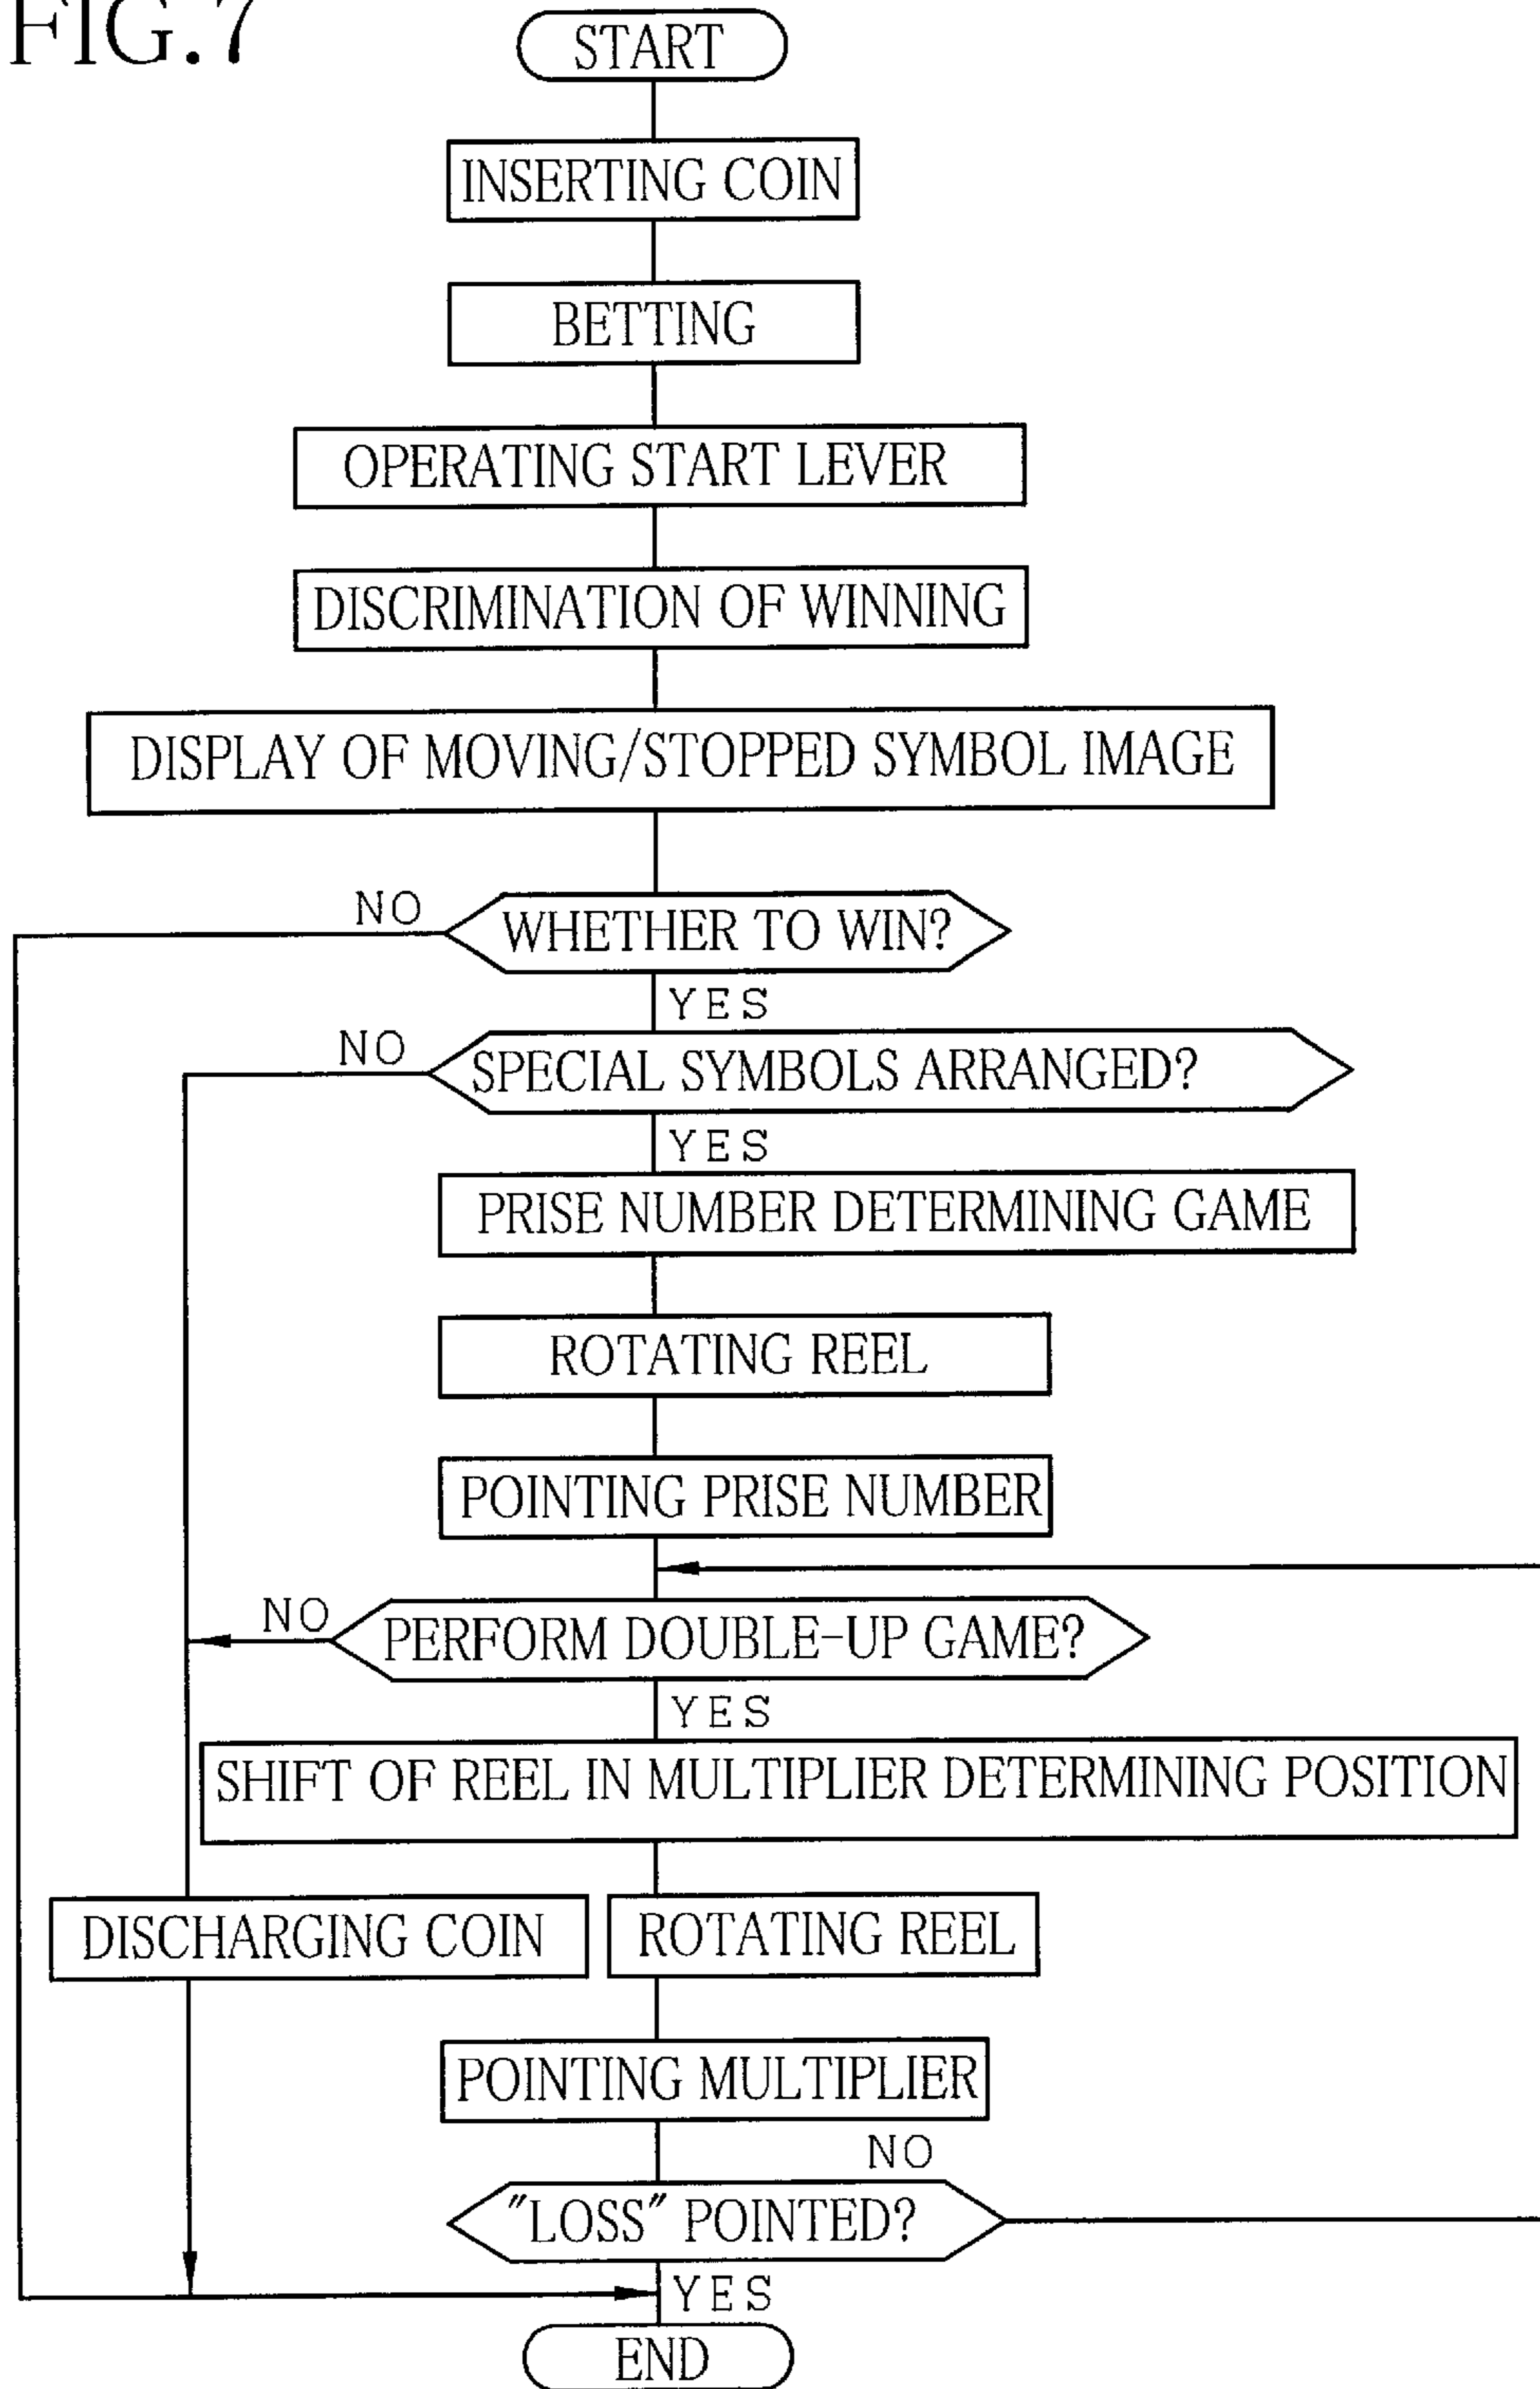 FIG.7
START
INSERTING COIN
BETTING
OPERATING START LEVER
DISCRIMINATION OF WINNING
DISPLAY OF MOVING/STOPPED SYMBOL IMAGE
NO
WHETHER TO WIN?
YES
NO
SPECIAL SYMBOLS ARRANGED?
YES
PRISE NUMBER DETERMINING GAME
ROTATING REEL
POINTING PRISE NUMBER
NO
PERFORM DOUBLE-UP GAME?
YES
SHIFT OF REEL IN MULTIPLIER DETERMINING POSITION
DISCHARGING COIN
ROTATING REEL
POINTING MULTIPLIER
NO
"LOSS" POINTED?
YES
END